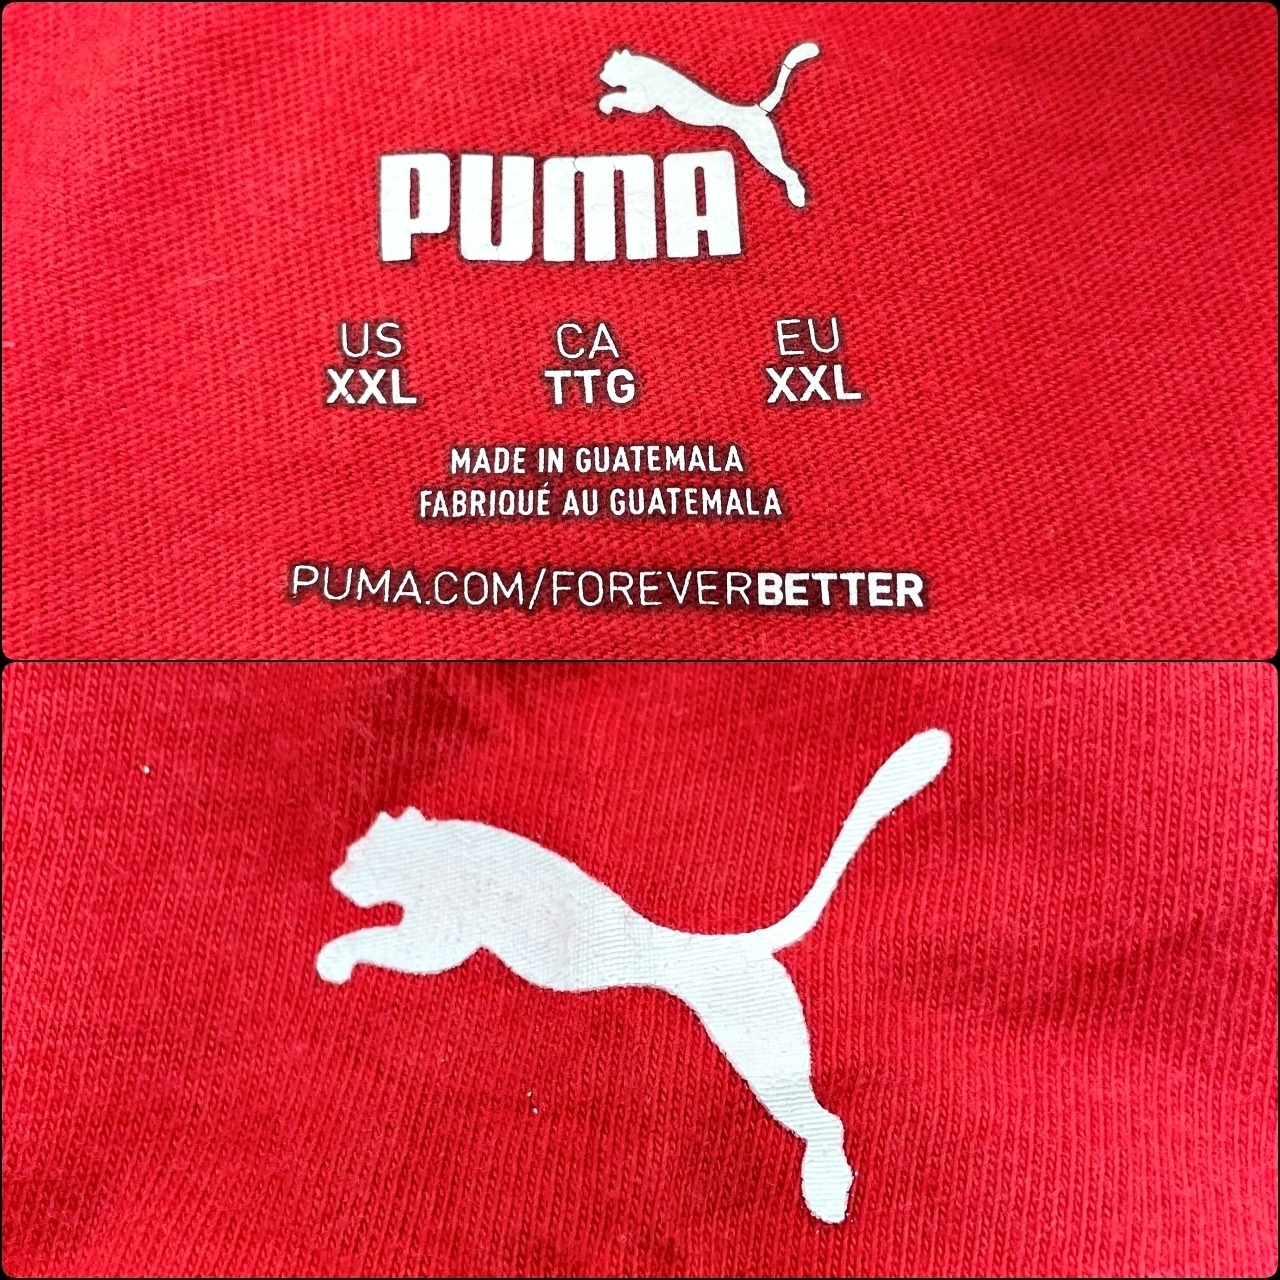 PUMA
US CA EU
XXL TTG XXL
MADE IN GUATEMALA
FABRIQUÉ AU GUATEMALA
PUMA.COM/FOREVERBETTER